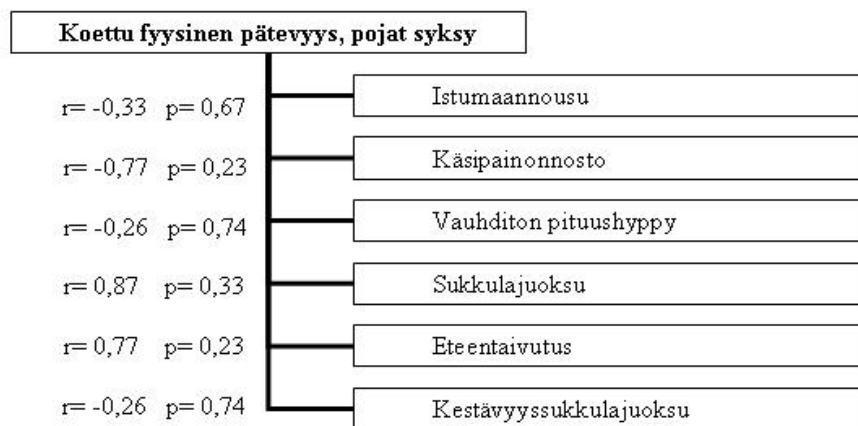 Koettu fyysinen pätevyys, pojat syksy
r= -0,33 p= 0,67 Istumaannousu
r= -0,77 p= 0,23 Käsipainonnosto
r= -0,26 p= 0,74 Vauhditon pituushyppy
r= 0,87 p= 0,33 Sukkulajuoksu
r= 0,77 p= 0,23 Eteentaivutus
r= -0,26 p= 0,74 Kestävyyssukkulajuoksu